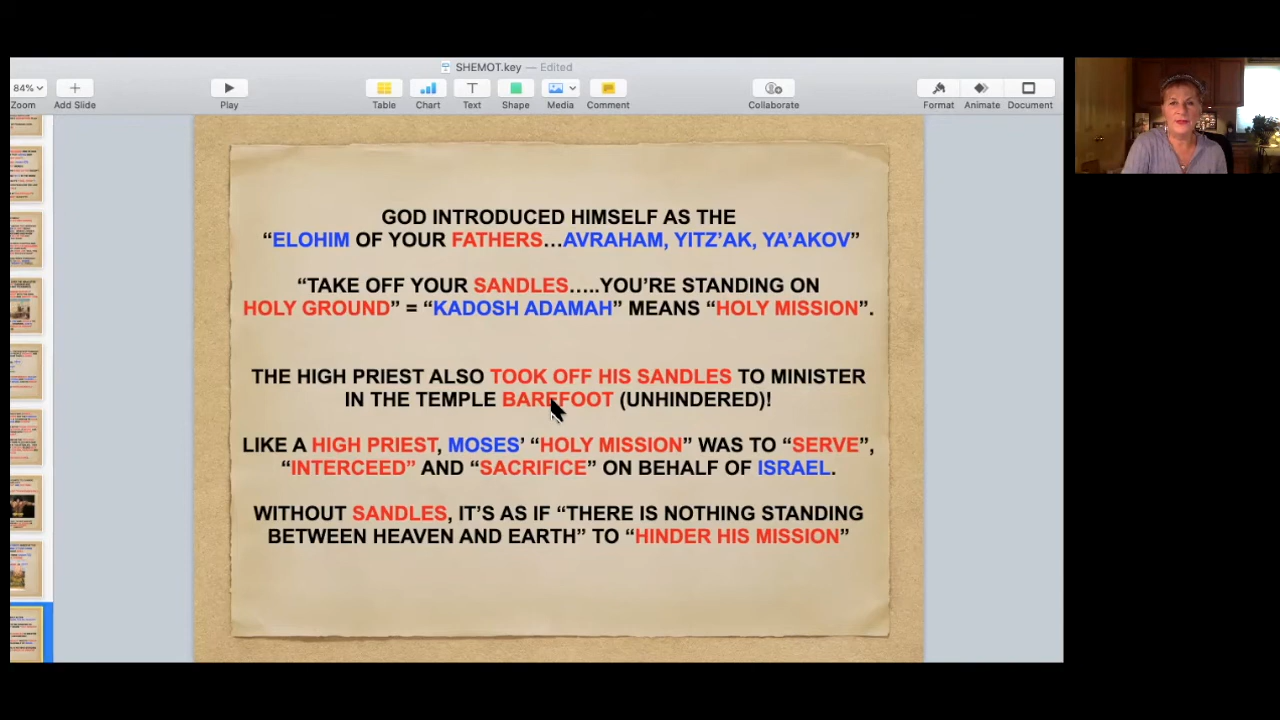 SHEMOT.key — Edited
84%
Zoom
Add Slide
Play
Table
Chart
Text
Shape
Media
Comment
Collaborate
Format
Animate
Document
GOD INTRODUCED HIMSELF AS THE
“ELOHIM OF YOUR FATHERS…AVRAHAM, YITZ’AK, YA’AKOV”
“TAKE OFF YOUR SANDLES…..YOU’RE STANDING ON
HOLY GROUND” = “KADOSH ADAMAH” MEANS “HOLY MISSION”.
THE HIGH PRIEST ALSO TOOK OFF HIS SANDLES TO MINISTER
IN THE TEMPLE BAREFOOT (UNHINDERED)!
LIKE A HIGH PRIEST, MOSES’ “HOLY MISSION” WAS TO “SERVE”,
“INTERCEED” AND “SACRIFICE” ON BEHALF OF ISRAEL.
WITHOUT SANDLES, IT’S AS IF “THERE IS NOTHING STANDING
BETWEEN HEAVEN AND EARTH” TO “HINDER HIS MISSION”